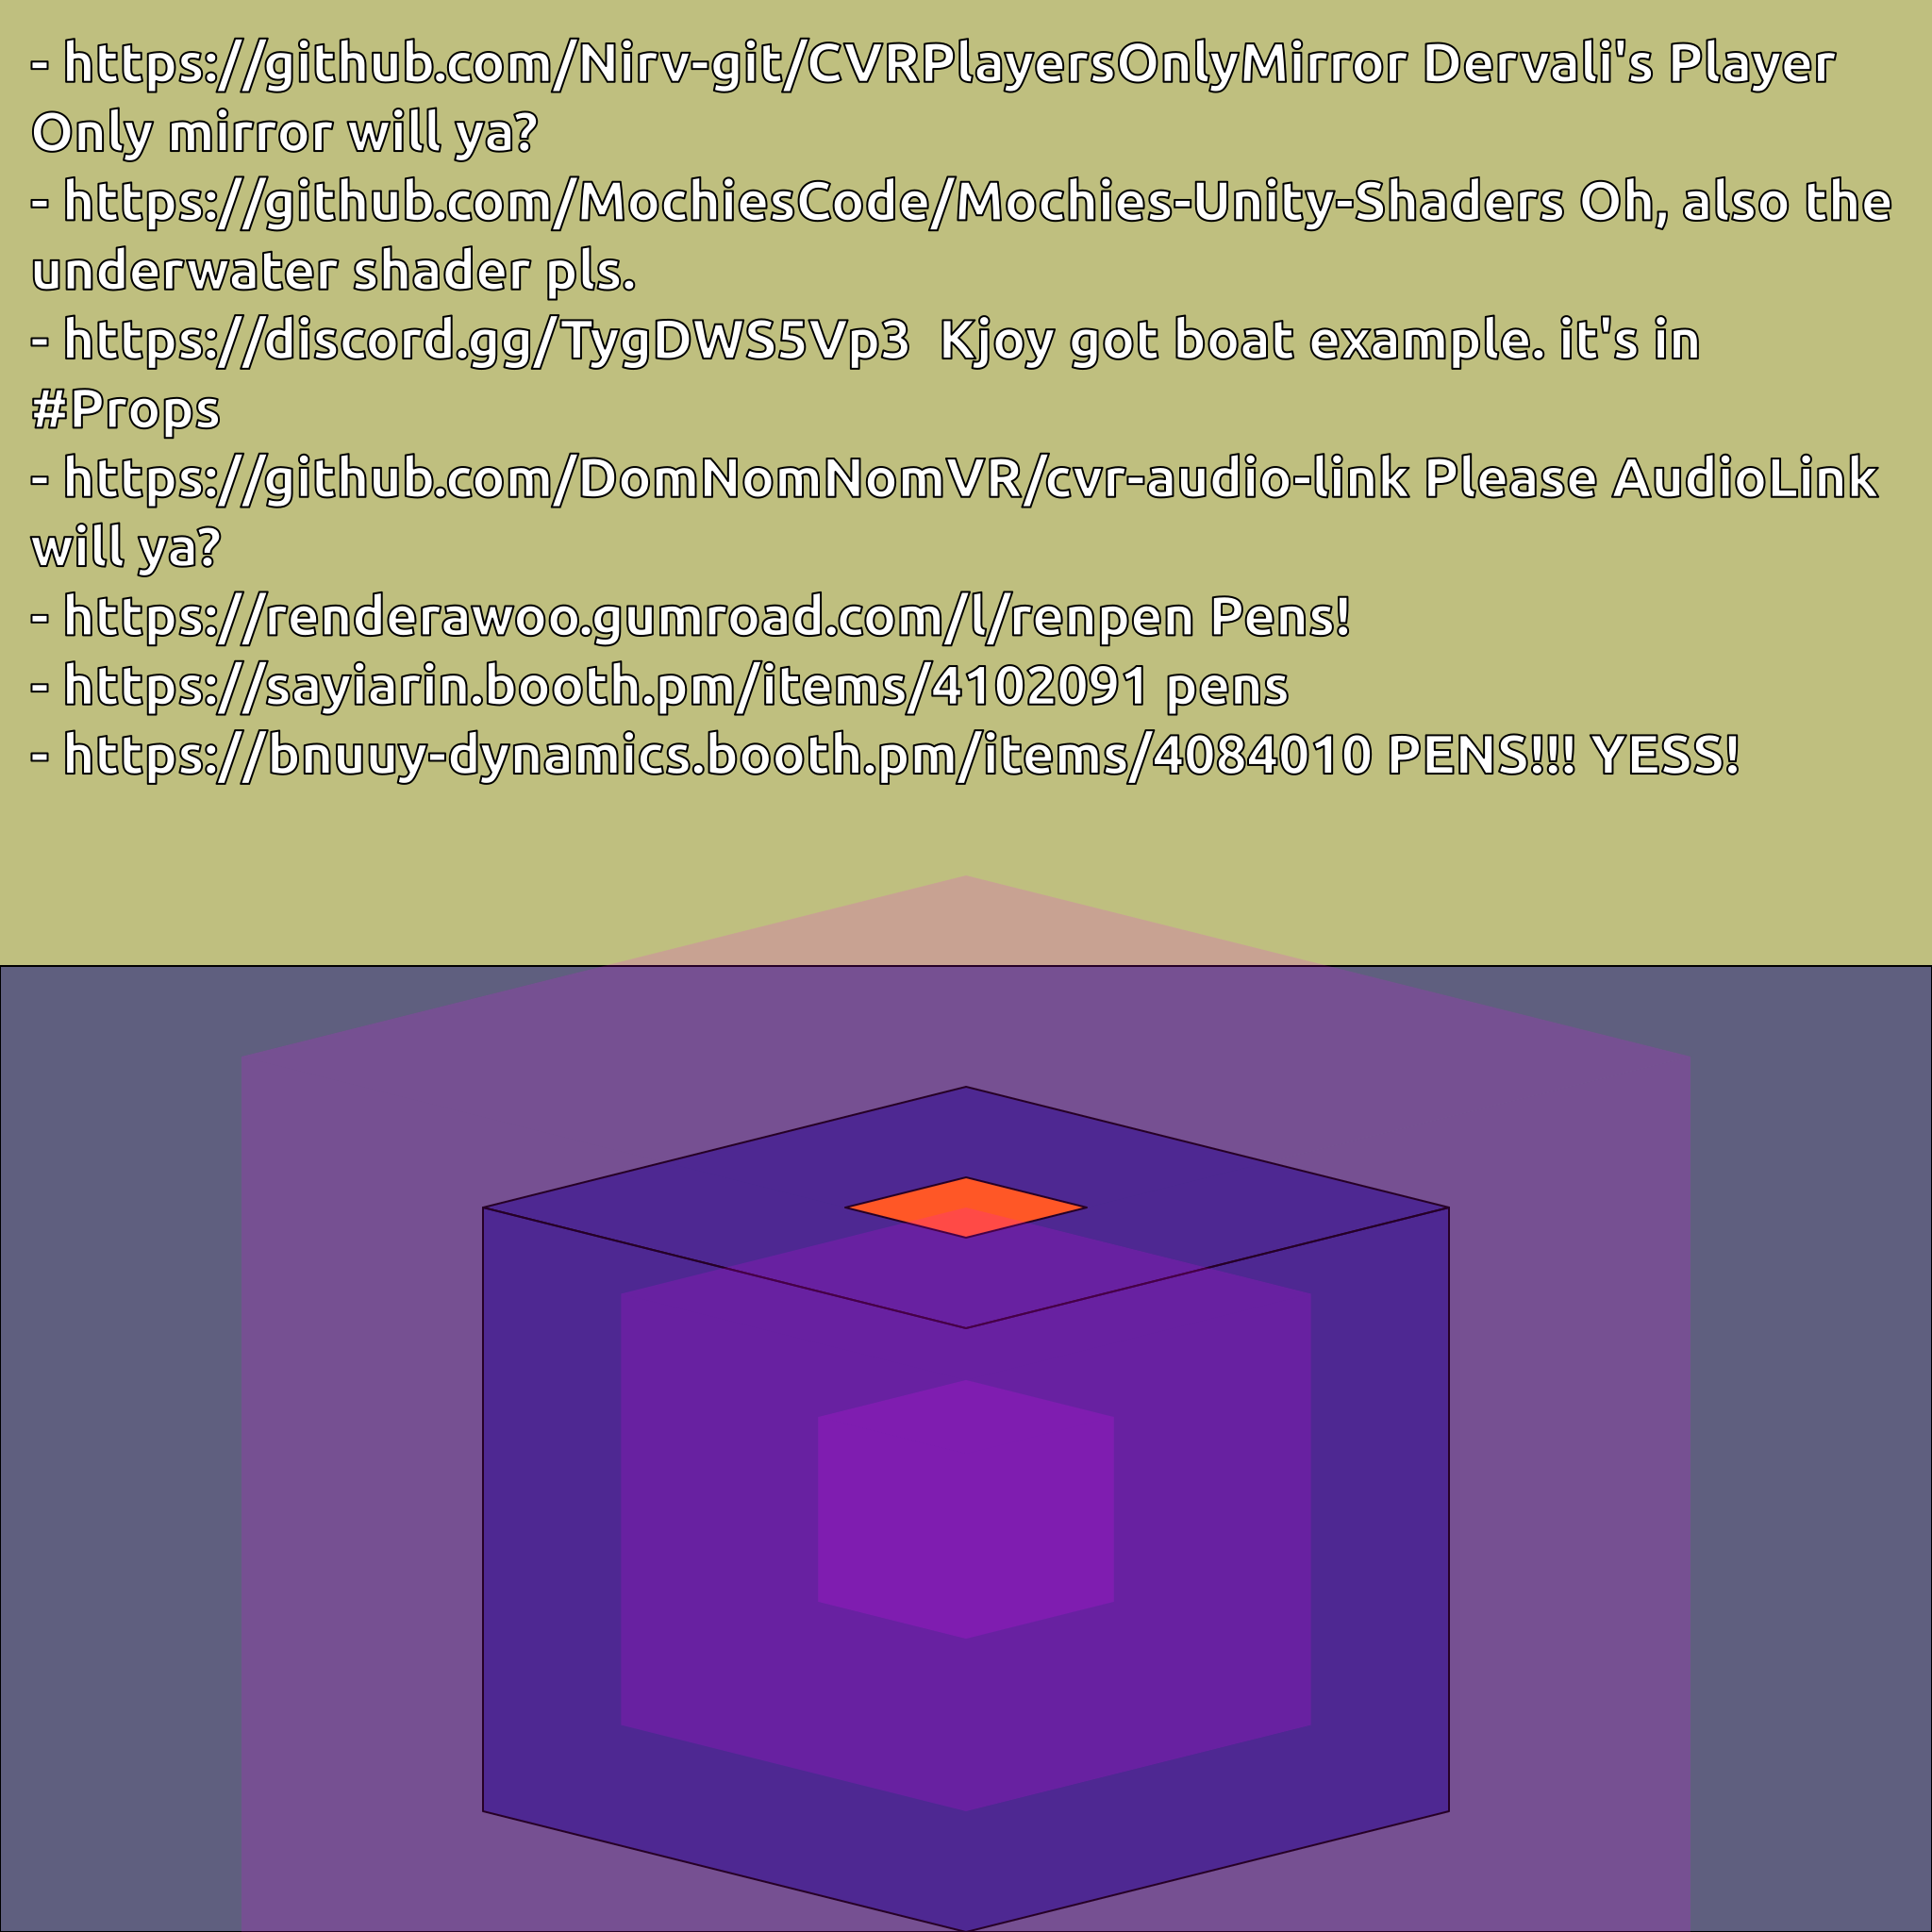 - https://github.com/Nirv-git/CVRPlayersOnlyMirror Dervali's Player
Only mirror will ya?
- https://github.com/MochiesCode/Mochies-Unity-Shaders Oh, also the
underwater shader pls.
- https://discord.gg/TygDWS5Vp3  Kjoy got boat example. it's in
#Props
- https://github.com/DomNomNomVR/cvr-audio-link Please AudioLink
will ya?
- https://renderawoo.gumroad.com/l/renpen Pens!
- https://sayiarin.booth.pm/items/4102091 pens
- https://bnuuy-dynamics.booth.pm/items/4084010 PENS!!! YESS!